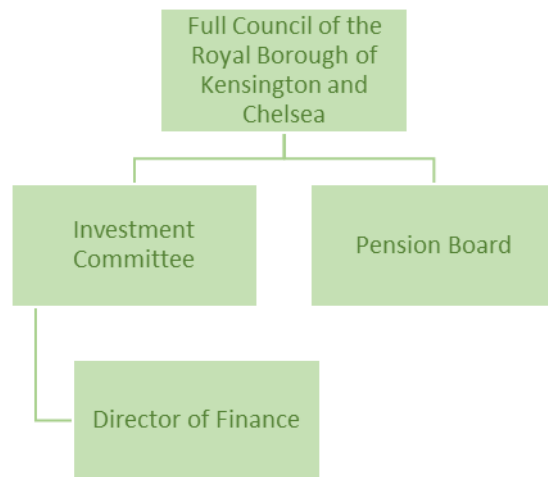 Full Council of the
Royal Borough of
Kensington and
Chelsea
Investment
Committee
Pension Board
Director of Finance